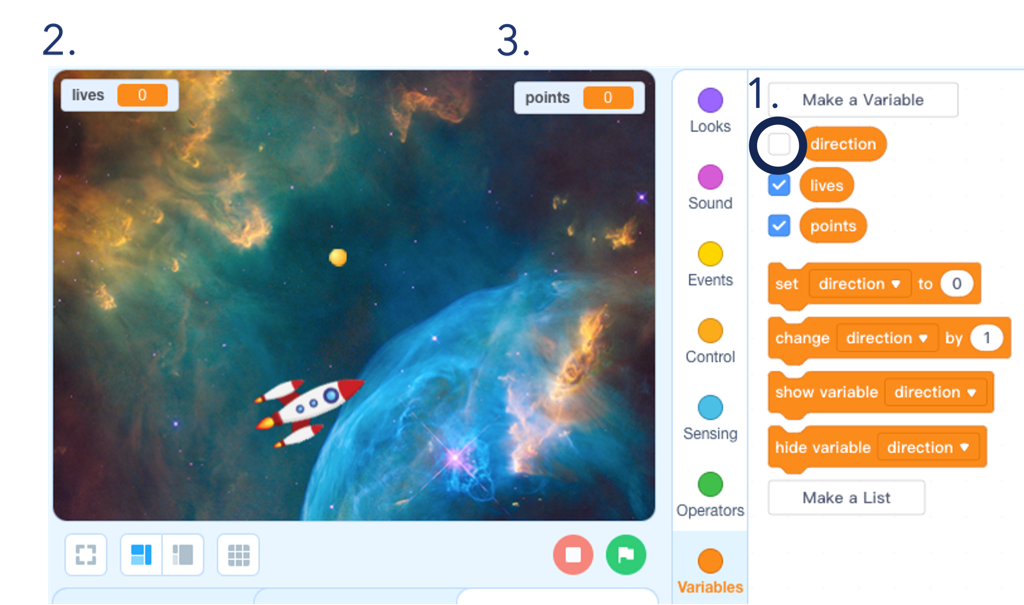 2.
3.
lives 0
points 0
1.
Make a Variable
direction
lives
points
set direction to 0
change direction by 1
show variable direction
hide variable direction
Make a List
Looks
Sound
Events
Control
Sensing
Operators
Variables